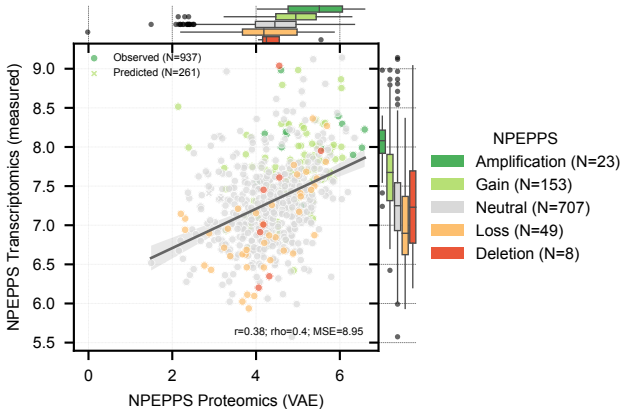 Observed (N=937)
Predicted (N=261)
NPEPPS Transcriptomics (measured)
9.0
8.5
8.0
7.5
7.0
6.5
6.0
5.5
r=0.38; rho=0.4; MSE=8.95
0
2
4
6
NPEPPS Proteomics (VAE)
NPEPPS
Amplification (N=23)
Gain (N=153)
Neutral (N=707)
Loss (N=49)
Deletion (N=8)